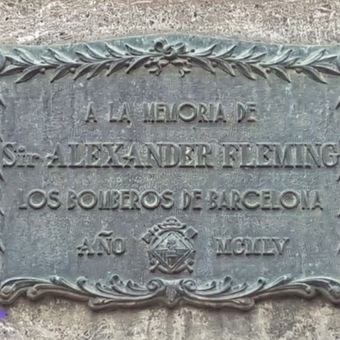 A LA MEMORIA DE
Sir ALEXANDER FLEMING
LOS BOMBEROS DE BARCELONA
AÑO MCMLV